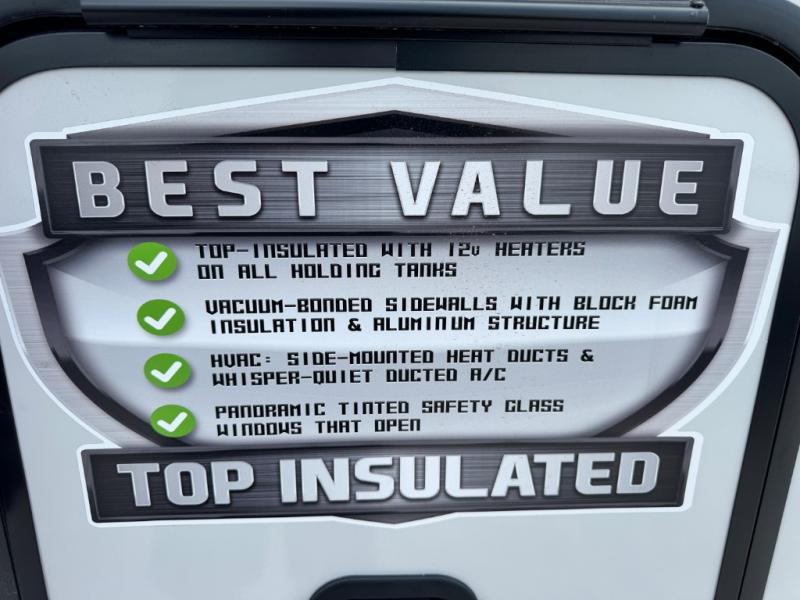 BEST VALUE
TOP-INSULATED WITH 12v HEATERS
ON ALL HOLDING TANKS
VACUUM-BONDED SIDEWALLS WITH BLOCK FOAM
INSULATION & ALUMINUM STRUCTURE
HVAC: SIDE-MOUNTED HEAT DUCTS &
WHISPER-QUIET DUCTED A/C
PANORAMIC TINTED SAFETY GLASS
WINDOWS THAT OPEN
TOP INSULATED